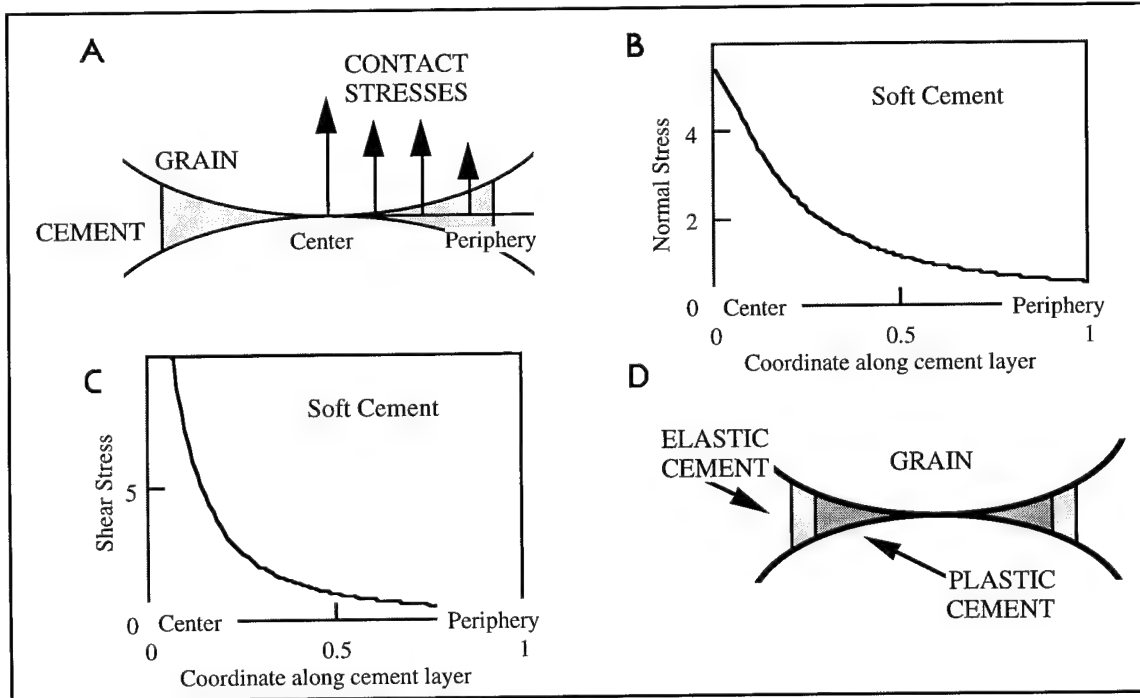 A
CONTACT
STRESSES
GRAIN
CEMENT
Center
Periphery
B
Soft Cement
Normal Stress
4
2
0
Center
Periphery
0
0.5
1
Coordinate along cement layer
C
Soft Cement
Shear Stress
5
0
Center
Periphery
0
0.5
1
Coordinate along cement layer
D
ELASTIC
CEMENT
GRAIN
PLASTIC
CEMENT